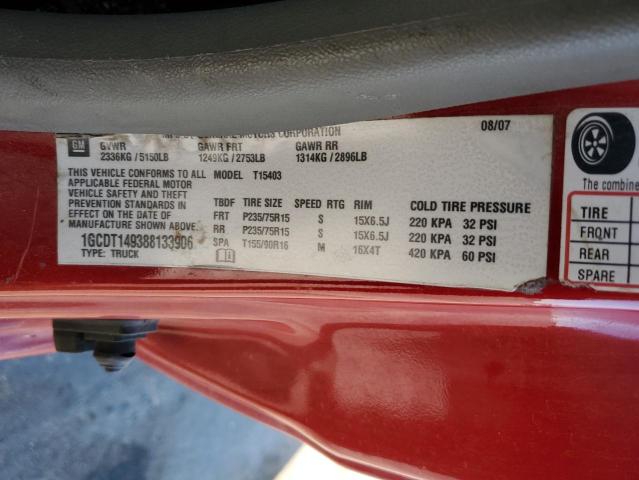 MOTORS CORPORATION
08/07
GM
GVWR GAWR FRT GAWR RR
2336KG / 5150LB 1249KG / 2753LB 1314KG / 2896LB
THIS VEHICLE CONFORMS TO ALL MODEL T15403
APPLICABLE FEDERAL MOTOR
VEHICLE SAFETY AND THEFT TBDF TIRE SIZE SPEED RTG RIM COLD TIRE PRESSURE
PREVENTION STANDARDS IN FRT P235/75R15 S 15X6.5J 220 KPA 32 PSI
EFFECT ON THE DATE OF RR P235/75R15 S 15X6.5J 220 KPA 32 PSI
MANUFACTURE SHOWN ABOVE. SPA T155/90R16 M 16X4T 420 KPA 60 PSI
1GCDT149388133906
TYPE: TRUCK
TIRE
FRONT
REAR
SPARE